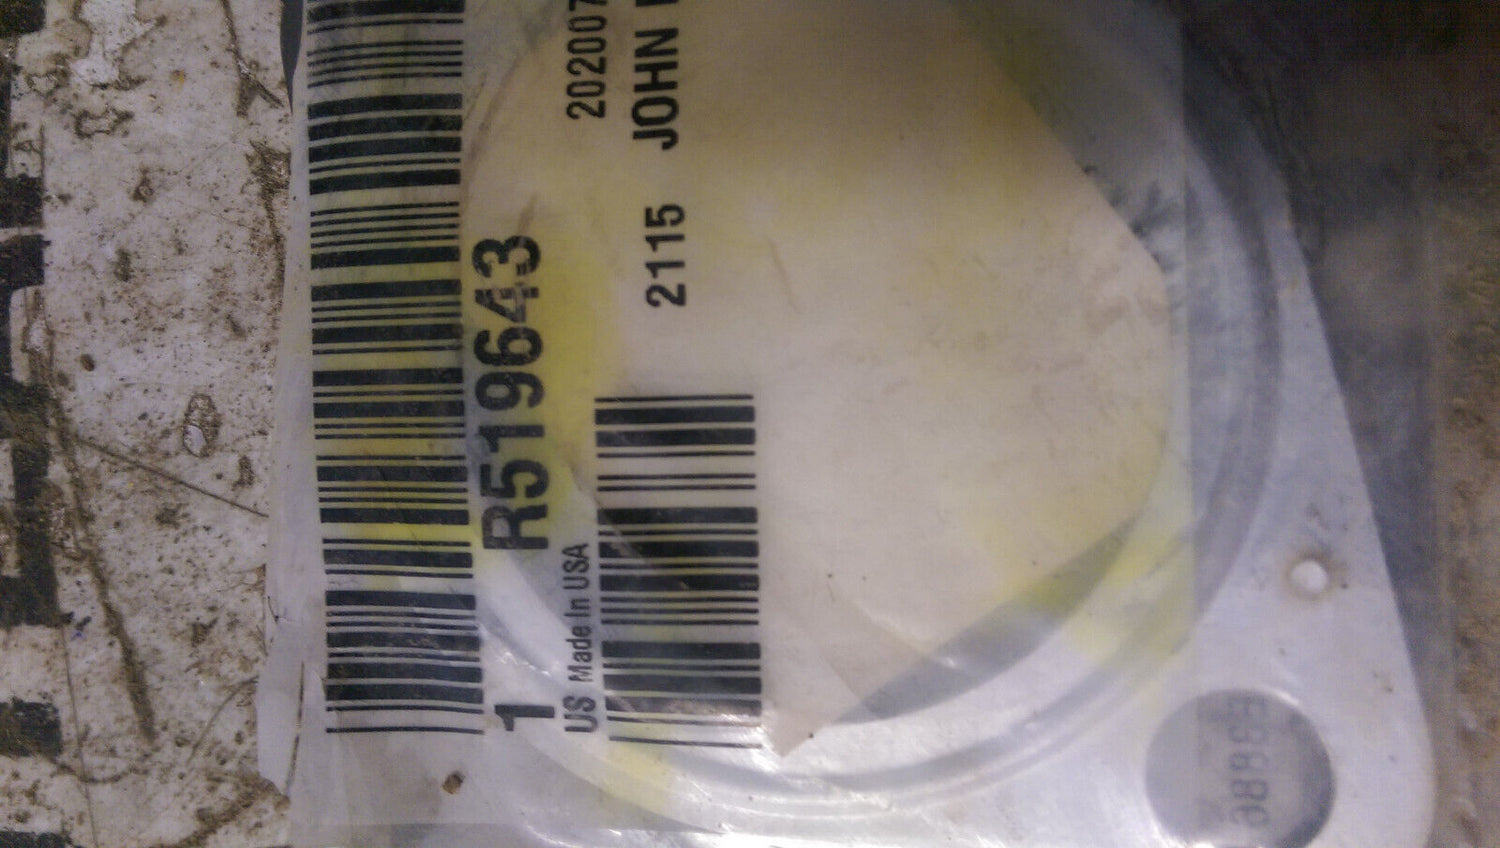 R519643
1
US Made In USA
202007
2115 JOHN